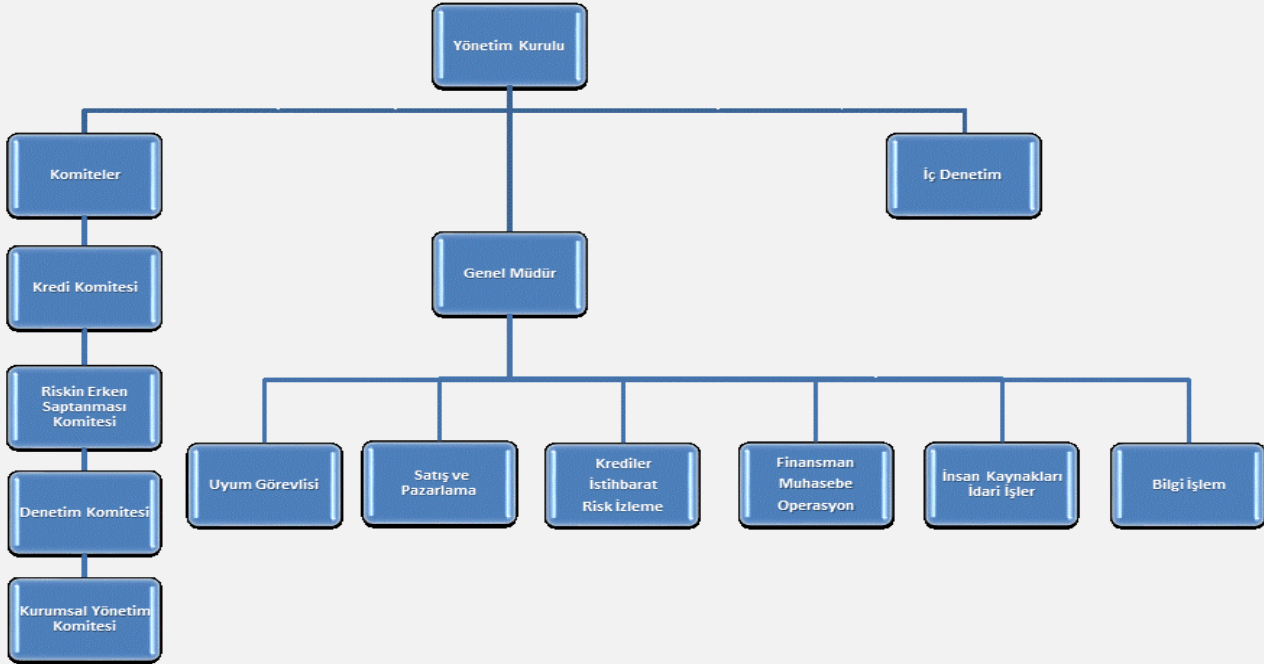 Yönetim Kurulu
Komiteler
İç Denetim
Genel Müdür
Kredi Komitesi
Riskin Erken
Saptanması
Komitesi
Denetim Komitesi
Kurumsal Yönetim
Komitesi
Uyum Görevlisi
Satış ve
Pazarlama
Krediler
İstihbarat
Risk İzleme
Finansman
Muhasebe
Operasyon
İnsan Kaynakları
İdari İşler
Bilgi İşlem